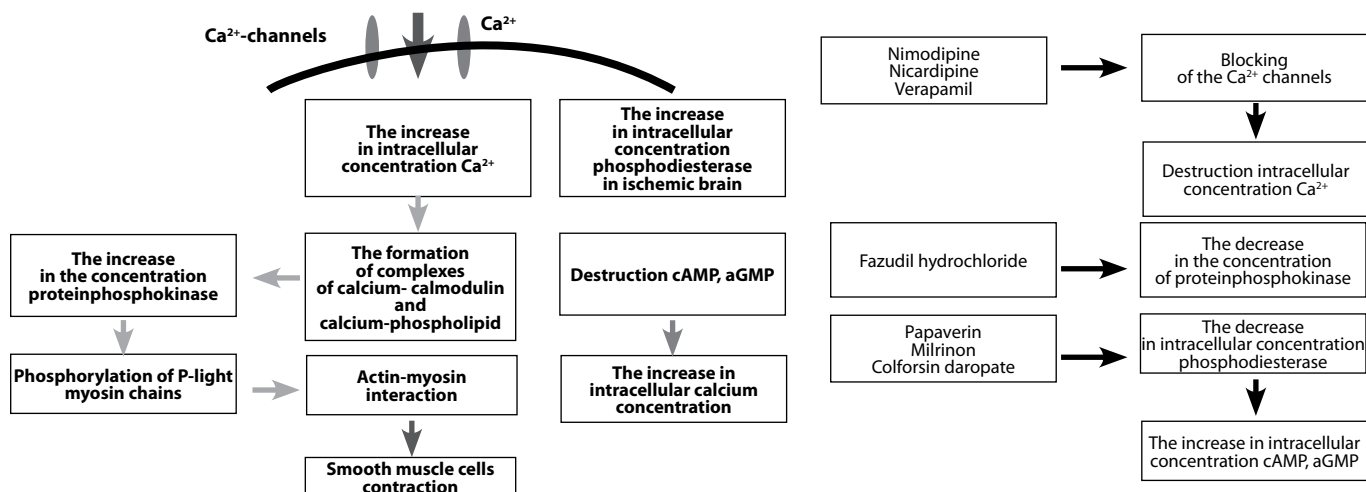 Ca²⁺-channels
Ca²⁺
The increase
in intracellular
concentration Ca²⁺
The increase
in intracellular
concentration
phosphodiesterase
in ischemic brain
The increase
in the concentration
proteinphosphokinase
The formation
of complexes
of calcium- calmodulin
and
calcium-phospholipid
Destruction cAMP, aGMP
Phosphorylation of P-light
myosin chains
Actin-myosin
interaction
The increase in
intracellular calcium
concentration
Smooth muscle cells
contraction
Nimodipine
Nicardipine
Verapamil
Blocking
of the Ca²⁺ channels
Destruction intracellular
concentration Ca²⁺
Fazudil hydrochloride
The decrease
in the concentration
of proteinphosphokinase
Papaverin
Milrinon
Colforsin daropate
The decrease
in intracellular concentration
phosphodiesterase
The increase in intracellular
concentration cAMP, aGMP